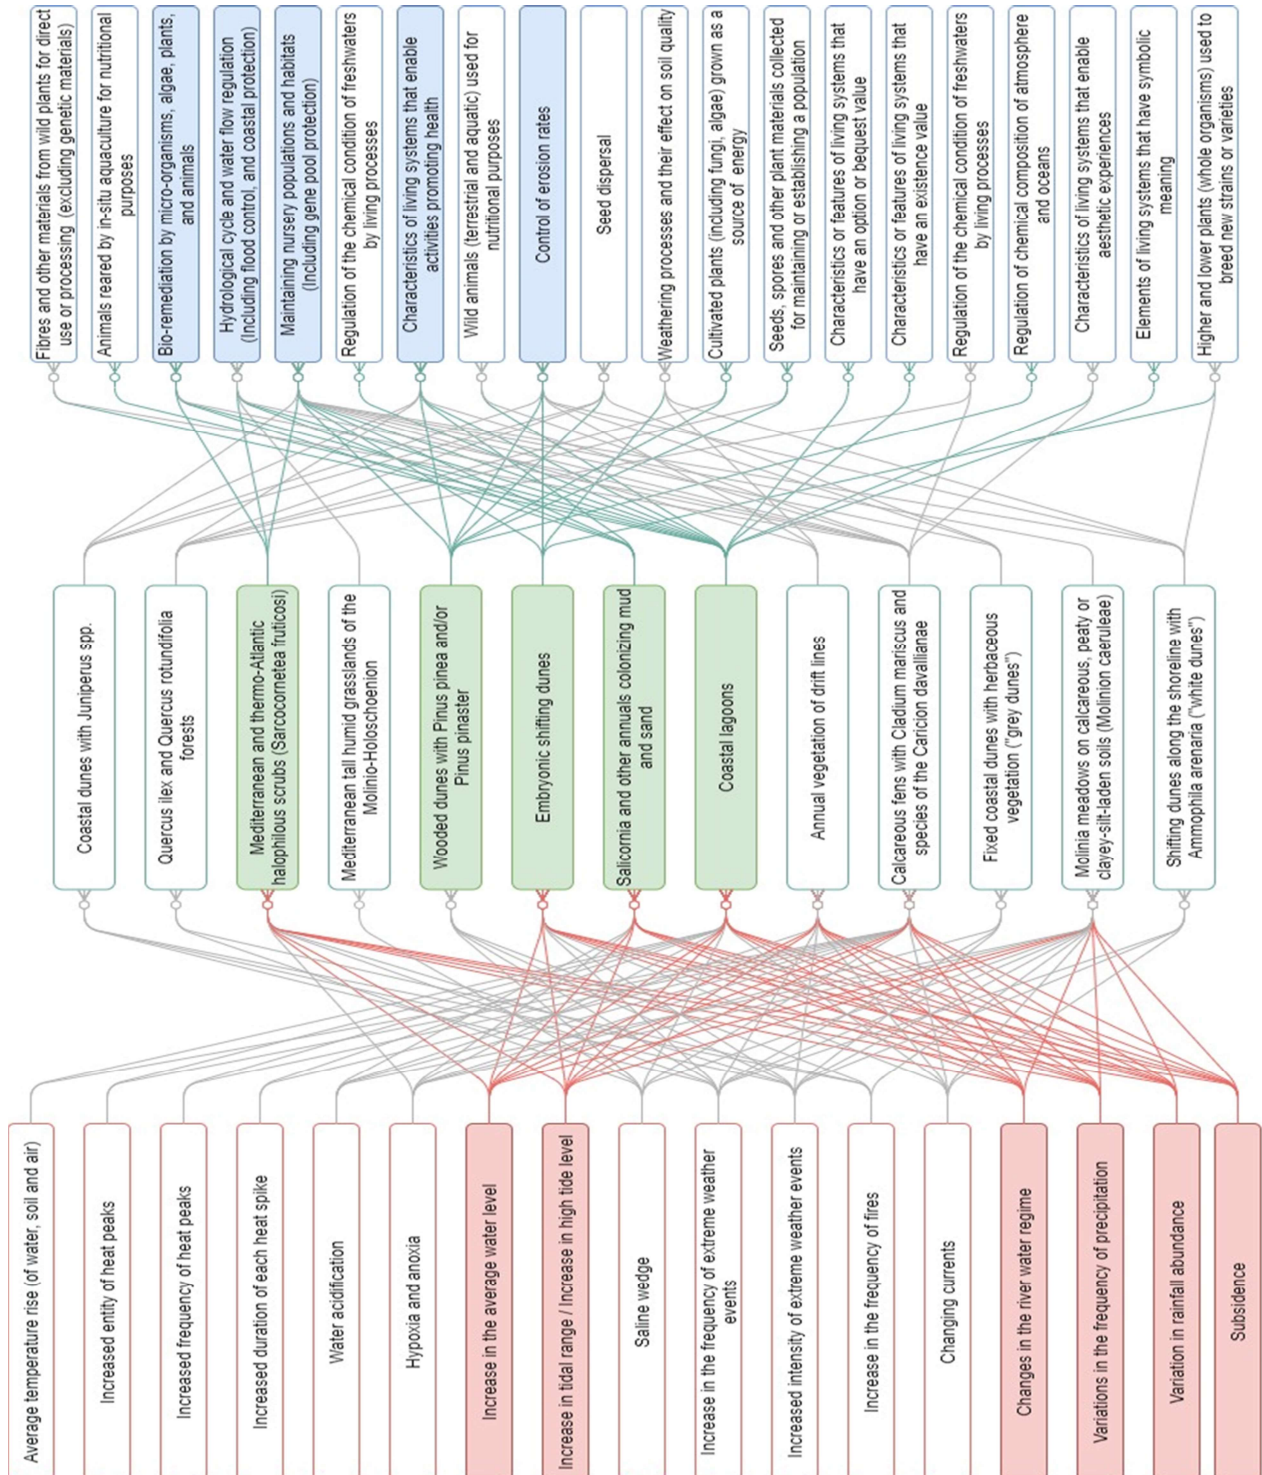 Fibres and other materials from wild plants for direct
use or processing (excluding genetic materials)
Animals reared by in-situ aquaculture for nutritional
purposes
Bio-remediation by micro-organisms, algae, plants,
and animals
Hydrological cycle and water flow regulation
(Including flood control, and coastal protection)
Maintaining nursery populations and habitats
(Including gene pool protection)
Regulation of the chemical condition of freshwaters
by living processes
Characteristics of living systems that enable
activities promoting health
Wild animals (terrestrial and aquatic) used for
nutritional purposes
Control of erosion rates
Seed dispersal
Weathering processes and their effect on soil quality
Cultivated plants (including fungi, algae) grown as a
source of energy
Seeds, spores and other plant materials collected
for maintaining or establishing a population
Characteristics or features of living systems that
have an option or bequest value
Characteristics or features of living systems that
have an existence value
Regulation of the chemical condition of freshwaters
by living processes
Regulation of chemical composition of atmosphere
and oceans
Characteristics of living systems that enable
aesthetic experiences
Elements of living systems that have symbolic
meaning
Higher and lower plants (whole organisms) used to
breed new strains or varieties
Coastal dunes with Juniperus spp.
Quercus ilex and Quercus rotundifolia
forests
Mediterranean and thermo-Atlantic
halophilous scrubs (Sarcocornetea fruticosi)
Mediterranean tall humid grasslands of the
Molinio-Holoschoenion
Wooded dunes with Pinus pinea and/or
Pinus pinaster
Embryonic shifting dunes
Salicornia and other annuals colonizing mud
and sand
Coastal lagoons
Annual vegetation of drift lines
Calcareous fens with Cladium mariscus and
species of the Caricion davallianae
Fixed coastal dunes with herbaceous
vegetation ("grey dunes")
Molinia meadows on calcareous, peaty or
clayey-silt-laden soils (Molinion caeruleae)
Shifting dunes along the shoreline with
Ammophila arenaria ("white dunes")
Average temperature rise (of water, soil and air)
Increased entity of heat peaks
Increased frequency of heat peaks
Increased duration of each heat spike
Water acidification
Hypoxia and anoxia
Increase in the average water level
Increase in tidal range / Increase in high tide level
Saline wedge
Increase in the frequency of extreme weather
events
Increased intensity of extreme weather events
Increase in the frequency of fires
Changing currents
Changes in the river water regime
Variations in the frequency of precipitation
Variation in rainfall abundance
Subsidence